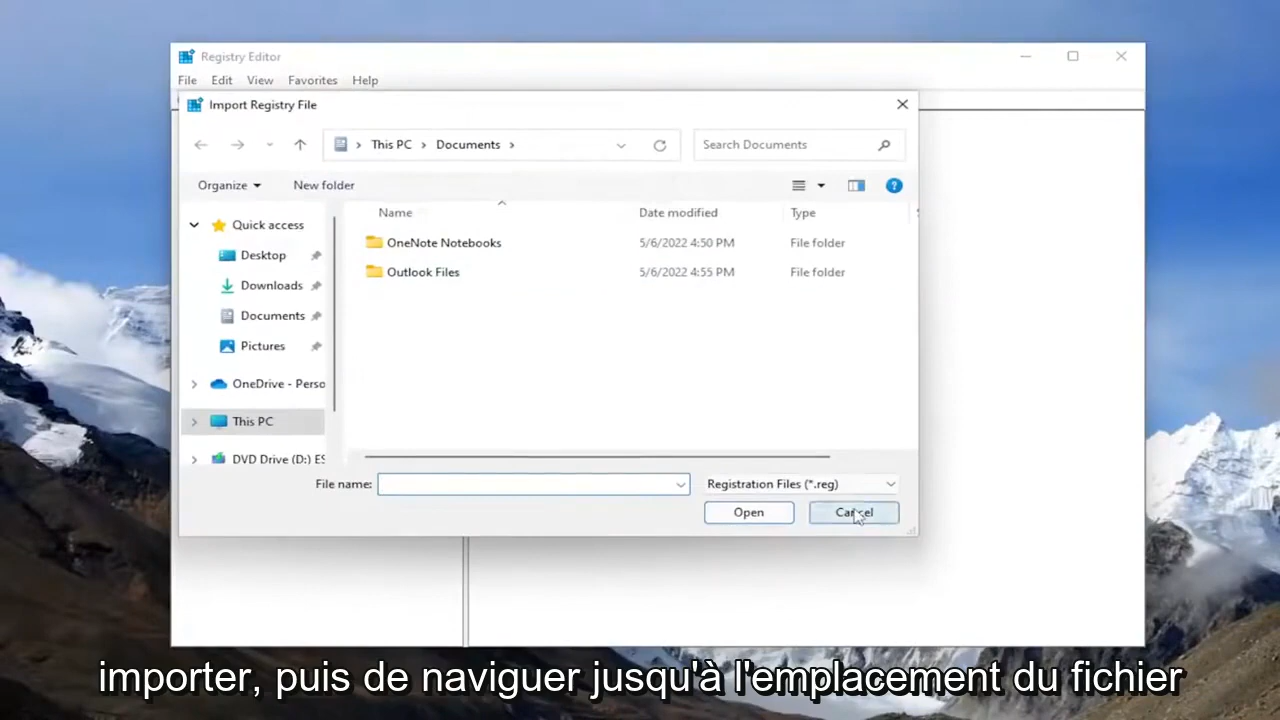 Registry Editor
File Edit View Favorites Help
Import Registry File
This PC Documents
Search Documents
Organize New folder
Name Date modified Type
Quick access
Desktop
Downloads
Documents
Pictures
OneDrive - Perso
This PC
DVD Drive (D:) ES
OneNote Notebooks 5/6/2022 4:50 PM File folder
Outlook Files 5/6/2022 4:55 PM File folder
File name: Registration Files (*.reg)
Open Cancel
importer, puis de naviguer jusqu'à l'emplacement du fichier